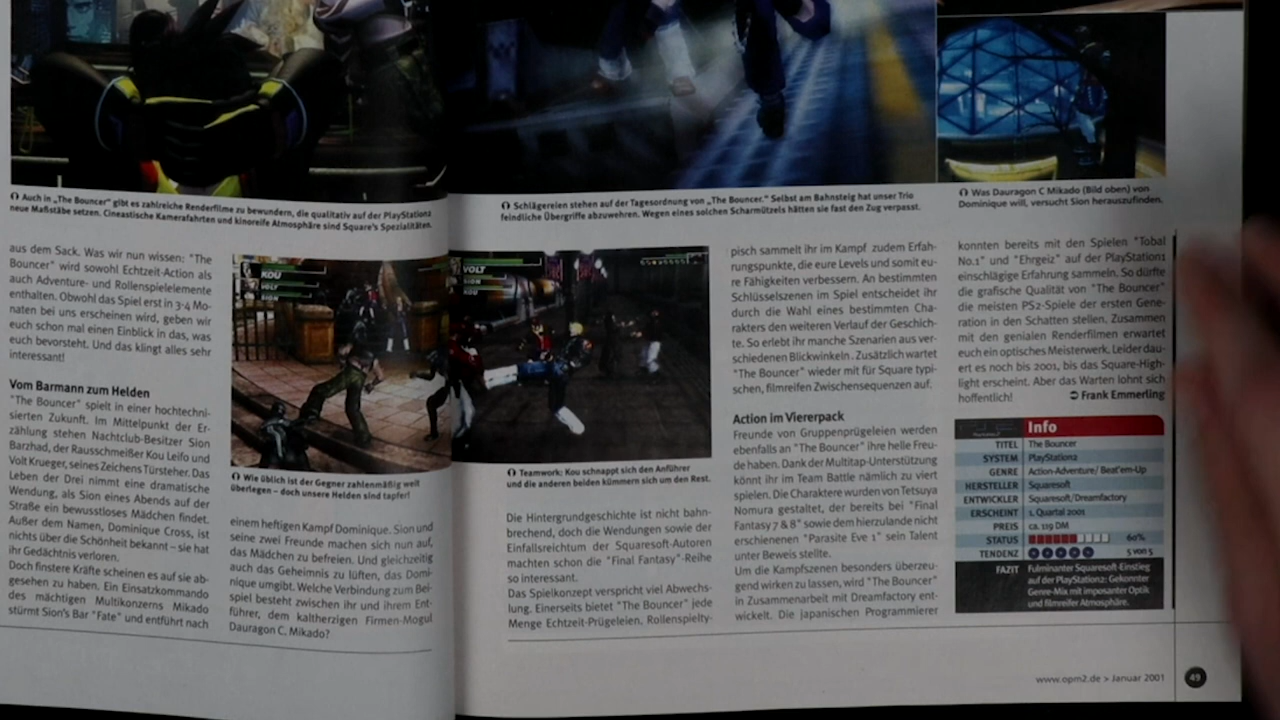 Auch in „The Bouncer" gibt es zahlreiche Renderfilme zu bewundern, die qualitativ auf der PlayStation2
neue Maßstäbe setzen. Cineastische Kamerafahrten und kinoreife Atmosphäre sind Square's Spezialitäten.
Schlägereien stehen auf der Tagesordnung von „The Bouncer." Selbst am Bahnsteig hat unser Trio
feindliche Übergriffe abzuwehren. Wegen eines solchen Scharmützels hätten sie fast den Zug verpasst.
Was Dauragon C Mikado (Bild oben) von
Dominique will, versucht Sion herauszufinden.
aus dem Sack. Was wir nun wissen: "The
Bouncer" wird sowohl Echtzeit-Action als
auch Adventure- und Rollenspielelemente
enthalten. Obwohl das Spiel erst in 3-4 Mo-
naten bei uns erscheinen wird, geben wir
euch schon mal einen Einblick in das, was
euch bevorsteht. Und das klingt alles sehr
interessant!
Vom Barmann zum Helden
"The Bouncer" spielt in einer hochtechni-
sierten Zukunft. Im Mittelpunkt der Er-
zählung stehen Nachtclub-Besitzer Sion
Barzhad, der Rausschmeißer Kou Leifo und
Volt Krueger, seines Zeichens Türsteher. Das
Leben der Drei nimmt eine dramatische
Wendung, als Sion eines Abends auf der
Straße ein bewusstloses Mädchen findet.
Außer dem Namen, Dominique Cross, ist
nichts über die Schönheit bekannt – sie hat
ihr Gedächtnis verloren.
Doch finstere Kräfte scheinen es auf sie ab-
gesehen zu haben. Ein Einsatzkommando
des mächtigen Multikonzerns Mikado
stürmt Sion's Bar "Fate" und entführt nach
KOU
VOLT
SION
Wie üblich ist der Gegner zahlenmäßig weit
überlegen – doch unsere Helden sind tapfer!
einem heftigen Kampf Dominique. Sion und
seine zwei Freunde machen sich nun auf,
das Mädchen zu befreien. Und gleichzeitig
auch das Geheimnis zu lüften, das Domi-
nique umgibt. Welche Verbindung zum Bei-
spiel besteht zwischen ihr und ihrem Ent-
führer, dem kaltherzigen Firmen-Mogul
Dauragon C. Mikado?
VOLT
SION
KOU
Teamwork: Kou schnappt sich den Anführer
und die anderen beiden kümmern sich um den Rest.
Die Hintergrundgeschichte ist nicht bahn-
brechend, doch die Wendungen sowie der
Einfallsreichtum der Squaresoft-Autoren
machten schon die "Final Fantasy"-Reihe
so interessant.
Das Spielkonzept verspricht viel Abwechs-
lung. Einerseits bietet "The Bouncer" jede
Menge Echtzeit-Prügeleien. Rollenspielty-
pisch sammelt ihr im Kampf zudem Erfah-
rungspunkte, die eure Levels und somit eu-
re Fähigkeiten verbessern. An bestimmten
Schlüsselszenen im Spiel entscheidet ihr
durch die Wahl eines bestimmten Cha-
rakters den weiteren Verlauf der Geschich-
te. So erlebt ihr manche Szenarien aus ver-
schiedenen Blickwinkeln. Zusätzlich wartet
"The Bouncer" wieder mit für Square typi-
schen, filmreifen Zwischensequenzen auf.
Action im Viererpack
Freunde von Gruppenprügeleien werden
ebenfalls an "The Bouncer" ihre helle Freu-
de haben. Dank der Multitap-Unterstützung
könnt ihr im Team Battle nämlich zu viert
spielen. Die Charaktere wurden von Tetsuya
Nomura gestaltet, der bereits bei "Final
Fantasy 7 & 8" sowie dem hierzulande nicht
erschienenen "Parasite Eve 1" sein Talent
unter Beweis stellte.
Um die Kampfszenen besonders überzeu-
gend wirken zu lassen, wird "The Bouncer"
in Zusammenarbeit mit Dreamfactory ent-
wickelt. Die japanischen Programmierer
konnten bereits mit den Spielen "Tobal
No.1" und "Ehrgeiz" auf der PlayStation1
einschlägige Erfahrung sammeln. So dürfte
die grafische Qualität von "The Bouncer"
die meisten PS2-Spiele der ersten Gene-
ration in den Schatten stellen. Zusammen
mit den genialen Renderfilmen erwartet
euch ein optisches Meisterwerk. Leider dau-
ert es noch bis 2001, bis das Square-High-
light erscheint. Aber das Warten lohnt sich
hoffentlich! Frank Emmerling
Info
TITEL The Bouncer
SYSTEM PlayStation2
GENRE Action-Adventure/ Beat'em-Up
HERSTELLER Squaresoft
ENTWICKLER Squaresoft/Dreamfactory
ERSCHEINT 1. Quartal 2001
PREIS ca. 119 DM
STATUS 60%
TENDENZ 5 von 5
FAZIT Fulminanter Squaresoft-Einstieg
auf der PlayStation2: Gekonnter
Genre-Mix mit imposanter Optik
und filmreifer Atmosphäre.
www.opm2.de > Januar 2001 49